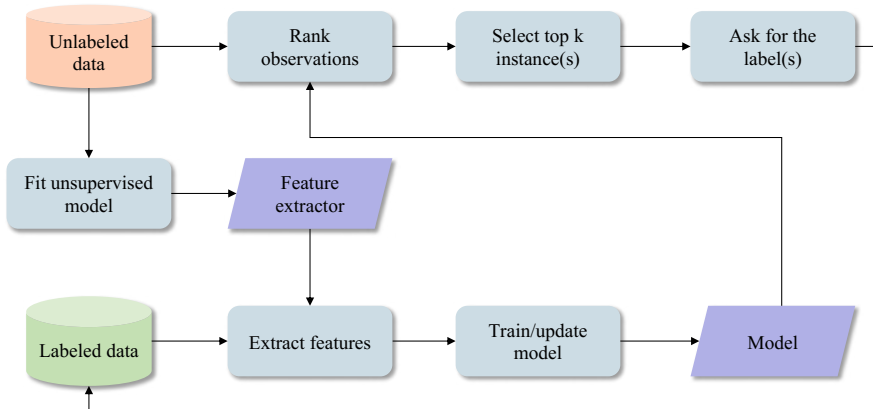 Unlabeled
data
Rank
observations
Select top k
instance(s)
Ask for the
label(s)
Fit unsupervised
model
Feature
extractor
Labeled data
Extract features
Train/update
model
Model